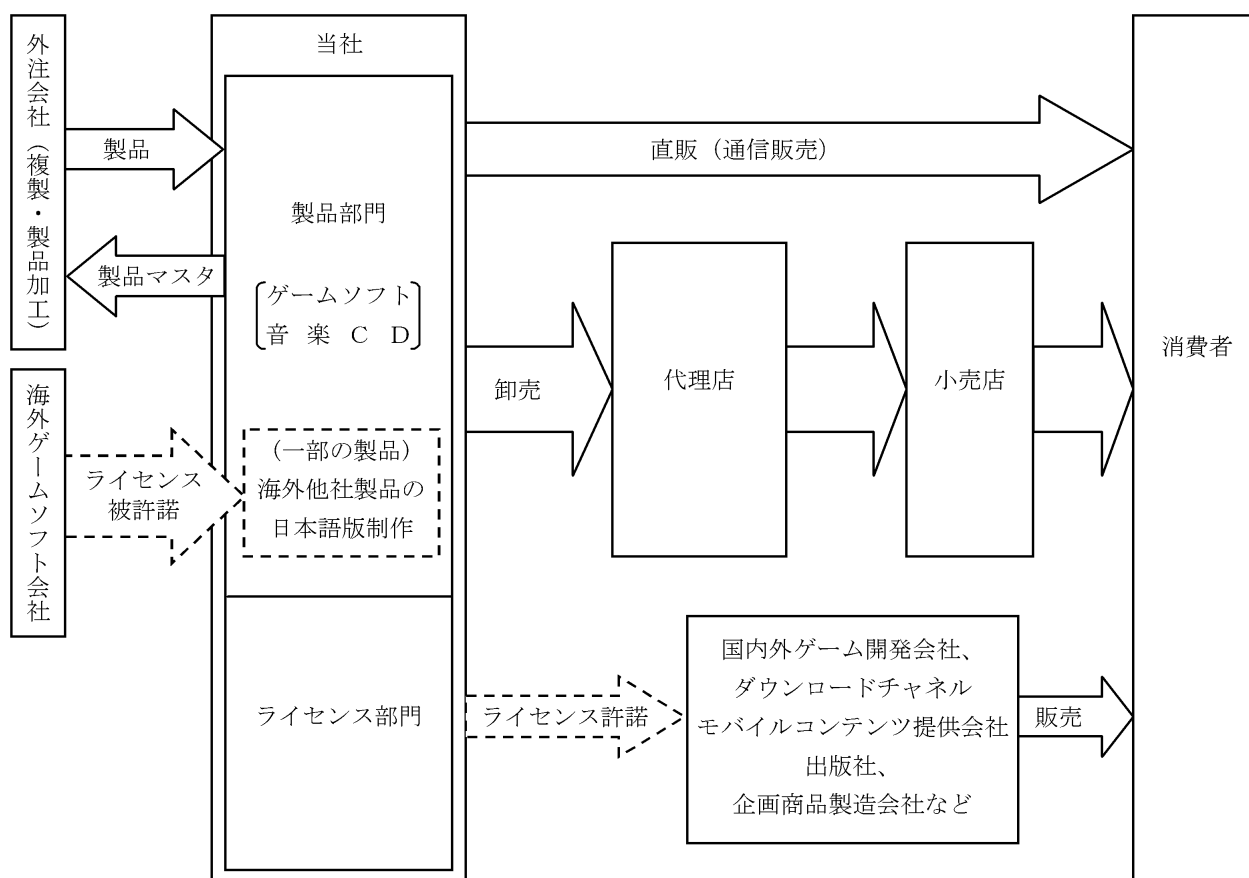 外注会社（複製・製品加工）
海外ゲームソフト会社
当社
製品
製品マスタ
製品部門
ゲームソフト
音楽ＣＤ
ライセンス
被許諾
（一部の製品）
海外他社製品の
日本語版制作
ライセンス部門
直販（通信販売）
卸売
代理店
小売店
ライセンス許諾
国内外ゲーム開発会社、
ダウンロードチャネル
モバイルコンテンツ提供会社
出版社、
企画商品製造会社など
販売
消費者